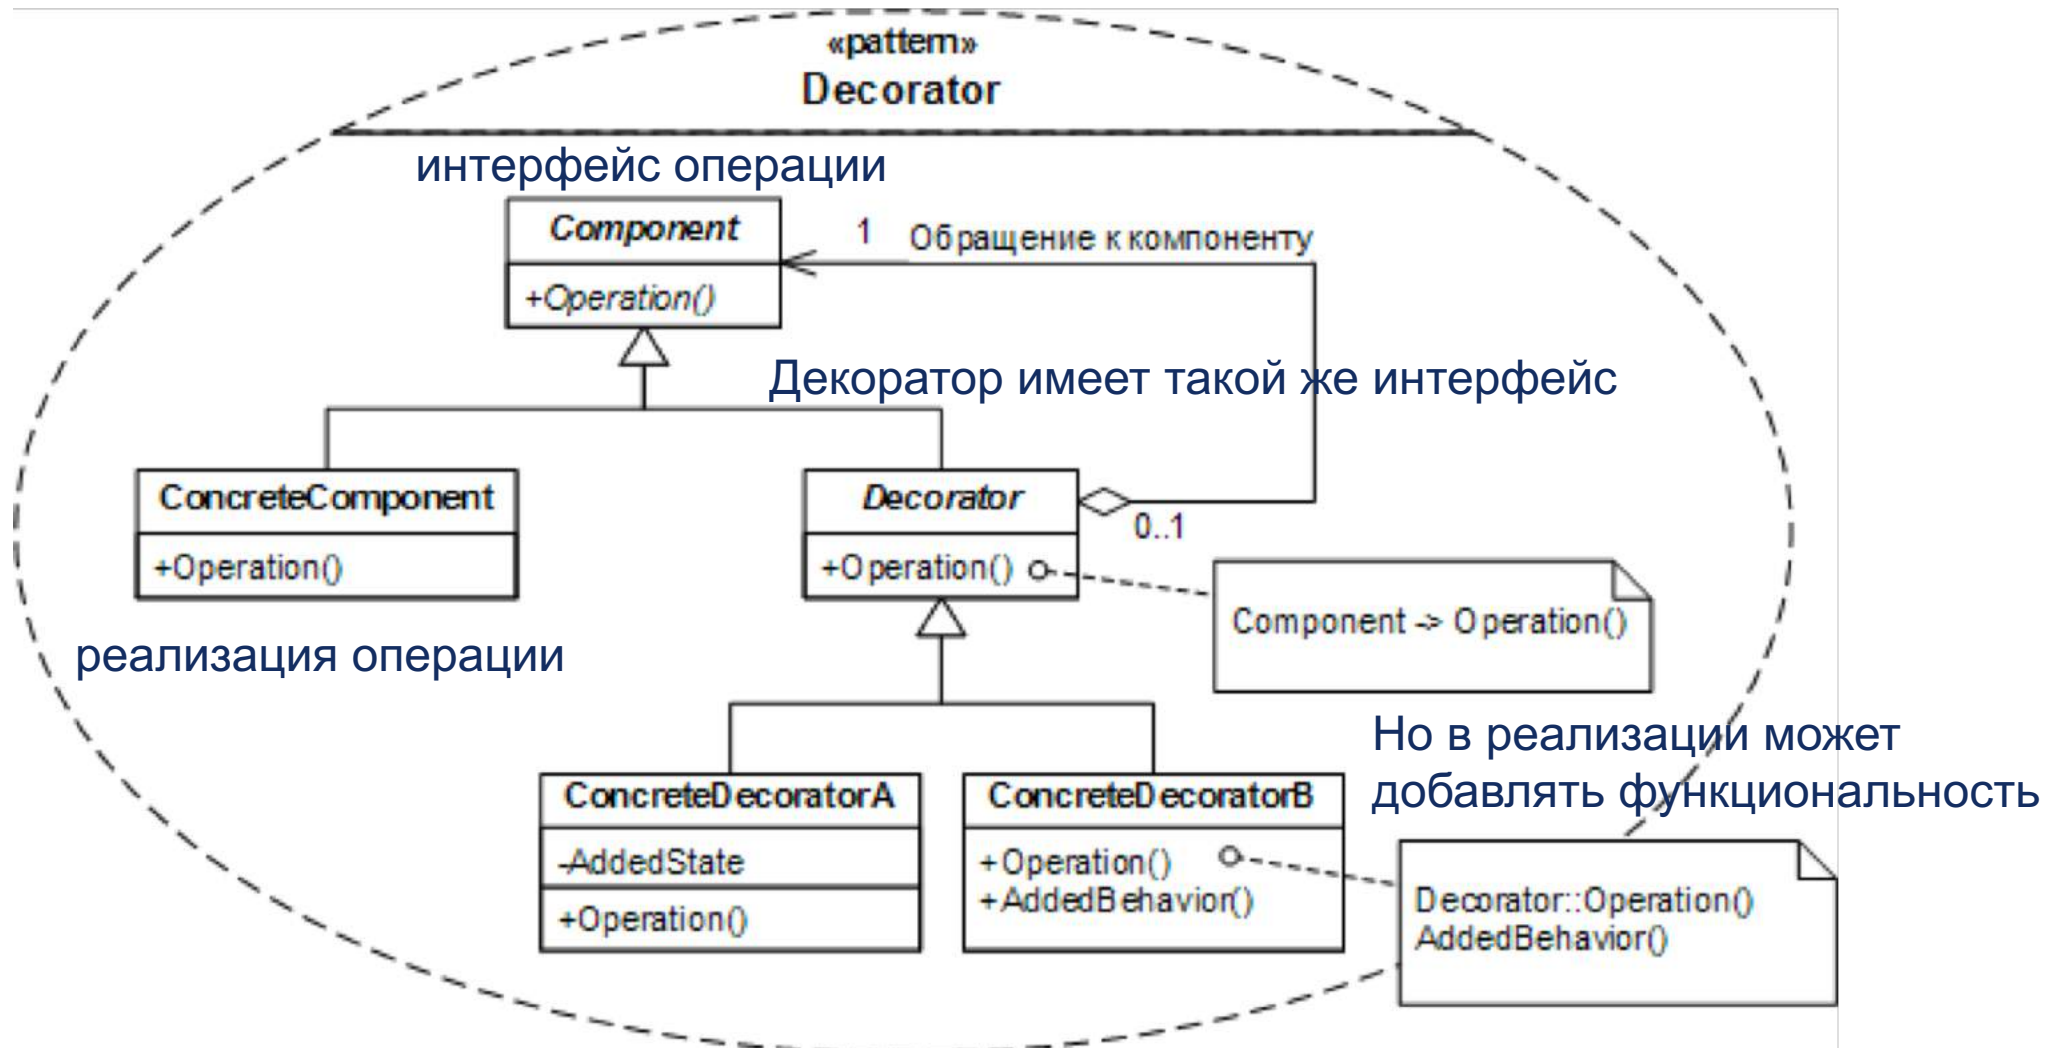 «pattern»
Decorator
интерфейс операции
Component
1
Обращение к компоненту
+Operation()
Декоратор имеет такой же интерфейс
ConcreteComponent
+Operation()
Decorator
0..1
+Operation()
Component -> Operation()
реализация операции
Но в реализации может
добавлять функциональность
ConcreteDecoratorA
-AddedState
+Operation()
ConcreteDecoratorB
+Operation()
+AddedBehavior()
Decorator::Operation()
AddedBehavior()